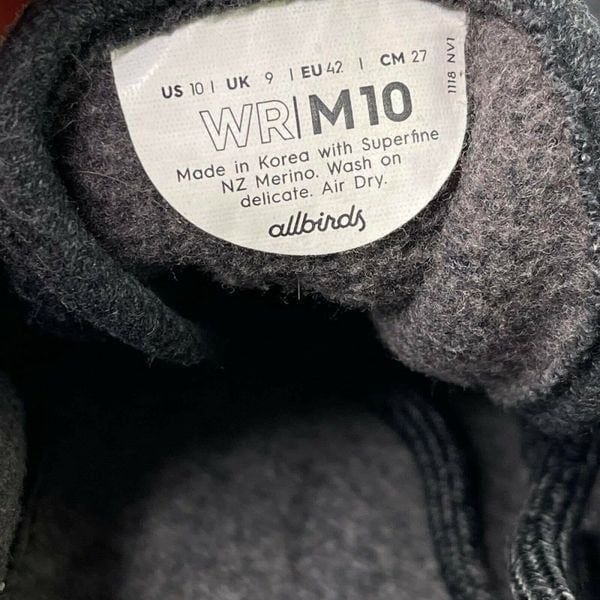 US 10 | UK 9 | EU 42 | CM 27
WR|M10
Made in Korea with Superfine
NZ Merino. Wash on
delicate. Air Dry.
allbirds
1118 NV1